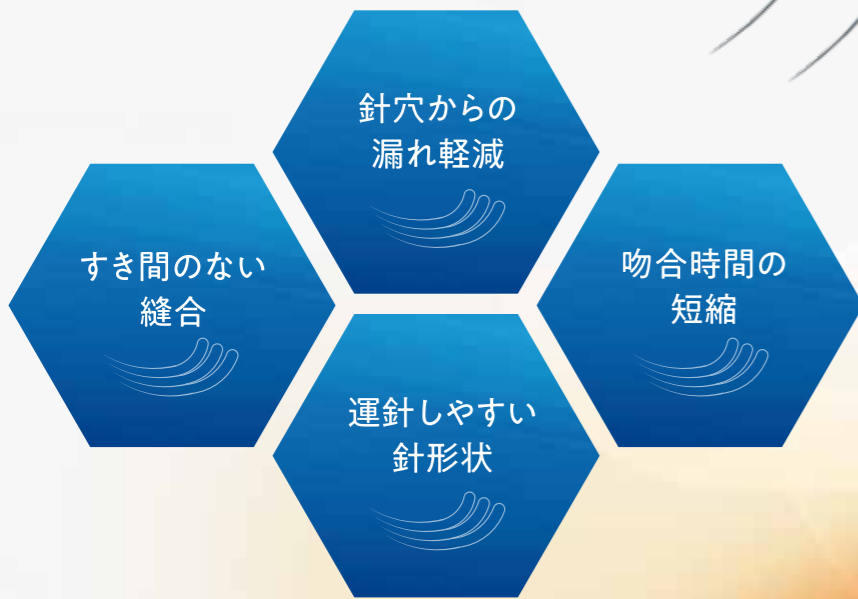 針穴からの
漏れ軽減
すき間のない
縫合
吻合時間の
短縮
運針しやすい
針形状